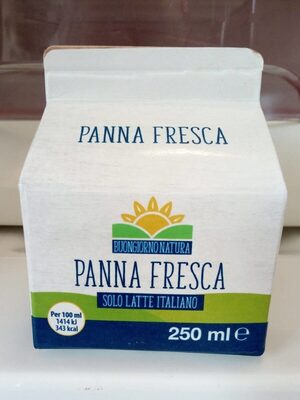 PANNA FRESCA
BUONGIORNO NATURA
PANNA FRESCA
SOLO LATTE ITALIANO
Per 100 ml
1414 kJ
343 kcal
250 ml e